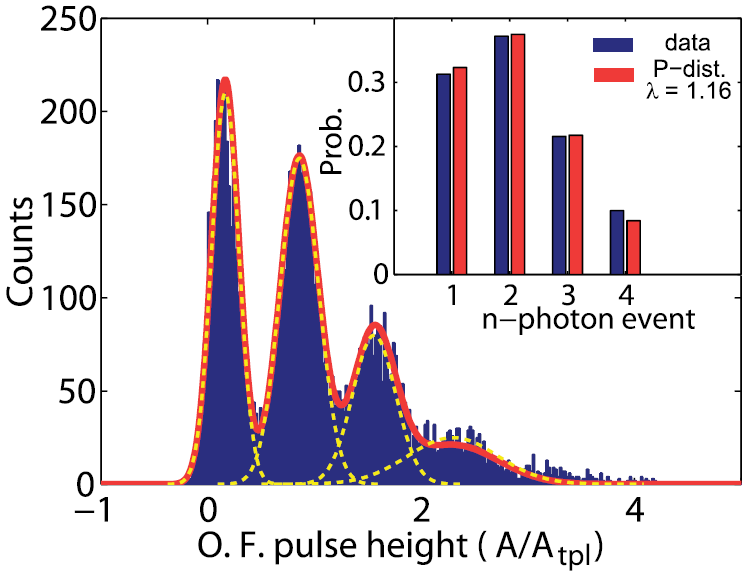 250
200
150
100
50
0
Counts
−1
0
2
4
O. F. pulse height ( A/Atpl)
0.3
0.2
0.1
0
Prob.
1
2
3
4
n−photon event
data
P−dist.
λ = 1.16